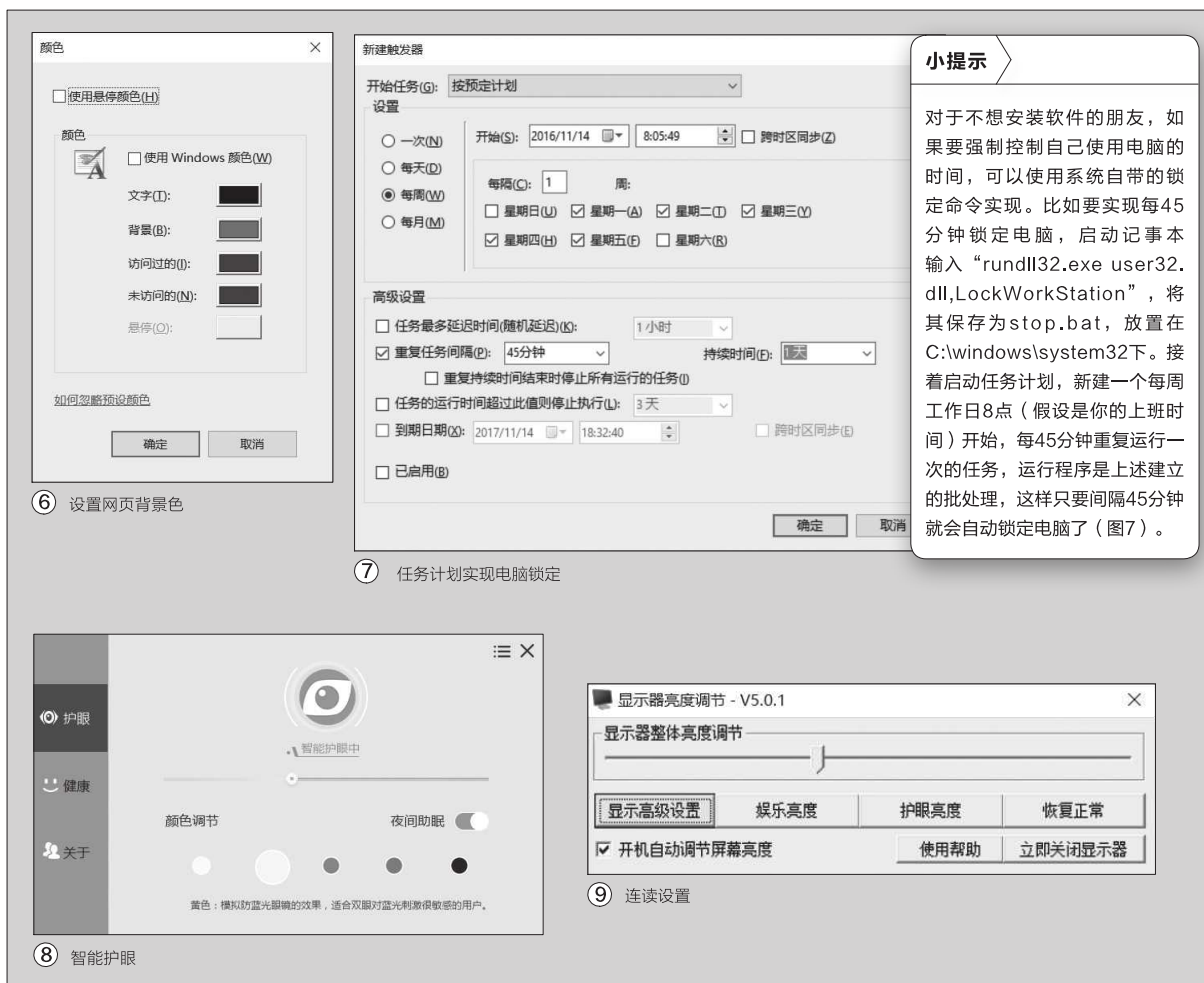 颜色
使用悬停颜色(H)
颜色
使用 Windows 颜色(W)
文字(T):
背景(B):
访问过的(I):
未访问的(N):
悬停(O):
如何忽略预设颜色
确定 取消
⑥ 设置网页背景色
新建触发器
开始任务(G): 按预定计划
设置
一次(N)
每天(D)
每周(W)
每月(M)
开始(S): 2016/11/14 8:05:49 跨时区同步(Z)
每隔(C): 1 周:
星期日(U) 星期一(A) 星期二(T) 星期三(Y)
星期四(H) 星期五(F) 星期六(R)
高级设置
任务最多延迟时间(随机延迟)(K): 1 小时
重复任务间隔(P): 45分钟 持续时间(F): 1天
重复持续时间结束时停止所有运行的任务(I)
任务的运行时间超过此值则停止执行(L): 3 天
到期日期(X): 2017/11/14 18:32:40 跨时区同步(E)
已启用(B)
确定 取消
⑦ 任务计划实现电脑锁定
小提示
对于不想安装软件的朋友，如
果要强制控制自己使用电脑的
时间，可以使用系统自带的锁
定命令实现。比如要实现每45
分钟锁定电脑，启动记事本
输入“rundll32.exe user32.
dll,LockWorkStation”，将
其保存为stop.bat，放置在
C:\windows\system32下。接
着启动任务计划，新建一个每周
工作日8点（假设是你的上班时
间）开始，每45分钟重复运行一
次的任务，运行程序是上述建立
的批处理，这样只要间隔45分钟
就会自动锁定电脑了（图7）。
护眼
健康
关于
智能护眼中
颜色调节 夜间助眠
黄色：模拟防蓝光眼镜的效果，适合双眼对蓝光刺激很敏感的用户。
⑧ 智能护眼
显示器亮度调节 - V5.0.1
显示器整体亮度调节
显示高级设置 娱乐亮度 护眼亮度 恢复正常
开机自动调节屏幕亮度 使用帮助 立即关闭显示器
⑨ 连读设置